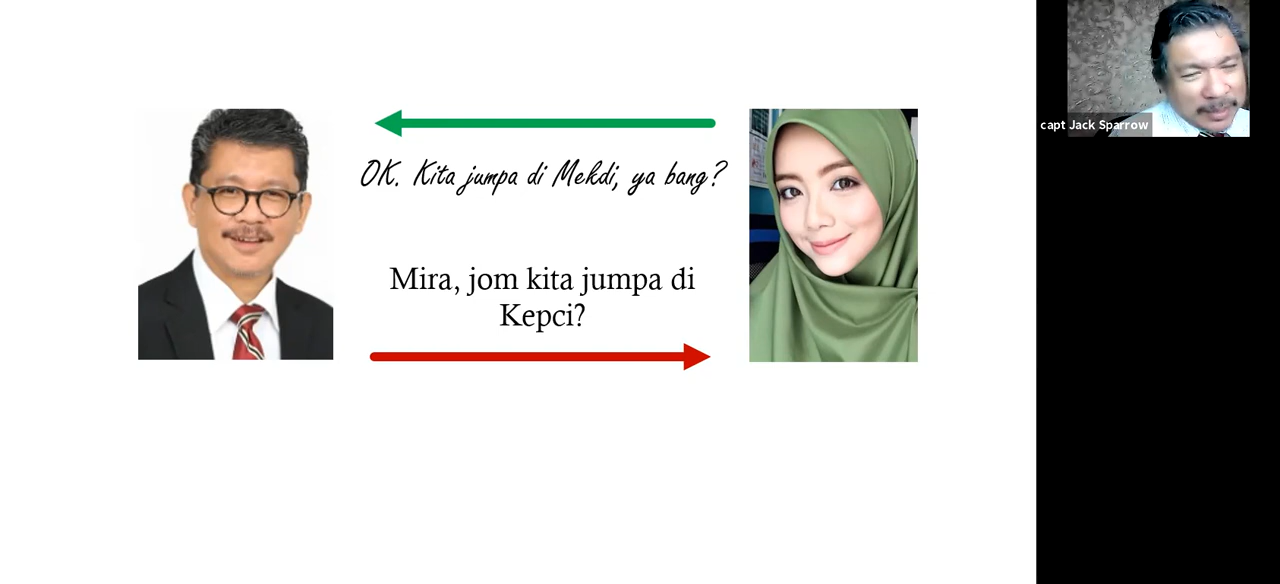 OK. Kita jumpa di Mekdi, ya bang?
Mira, jom kita jumpa di
Kepci?
capt Jack Sparrow